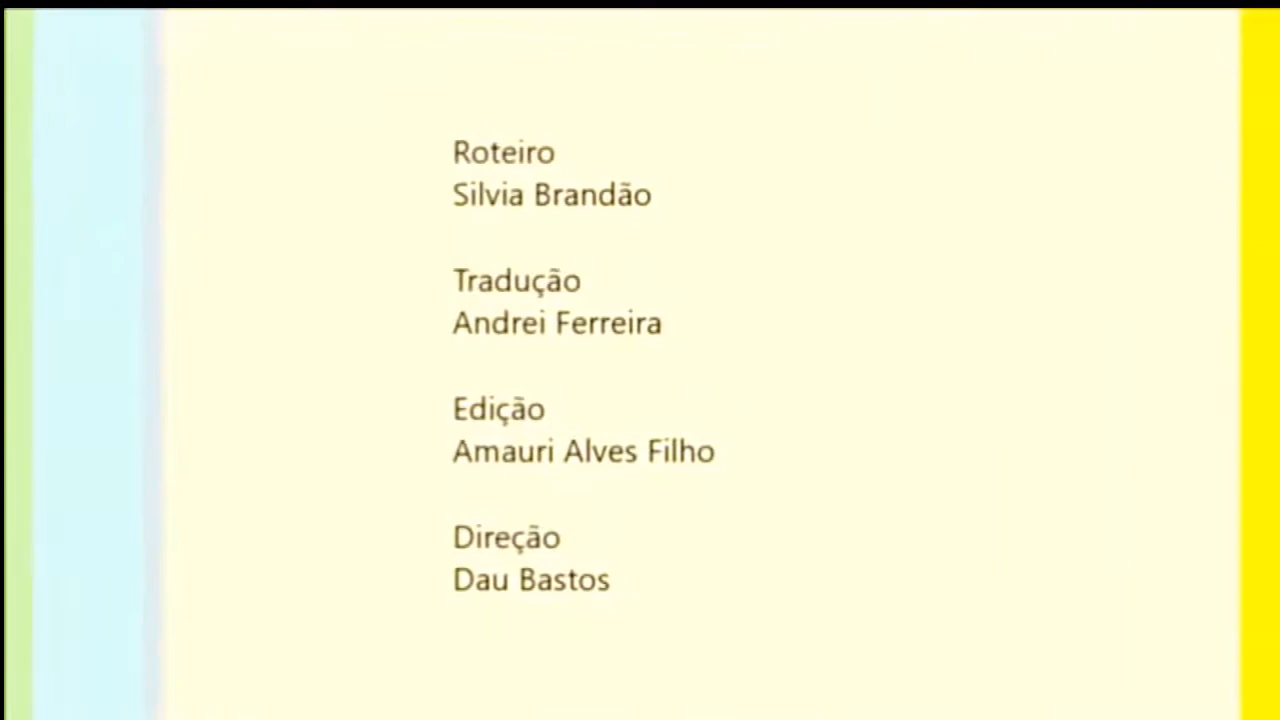 Roteiro
Silvia Brandão
Tradução
Andrei Ferreira
Edição
Amauri Alves Filho
Direção
Dau Bastos